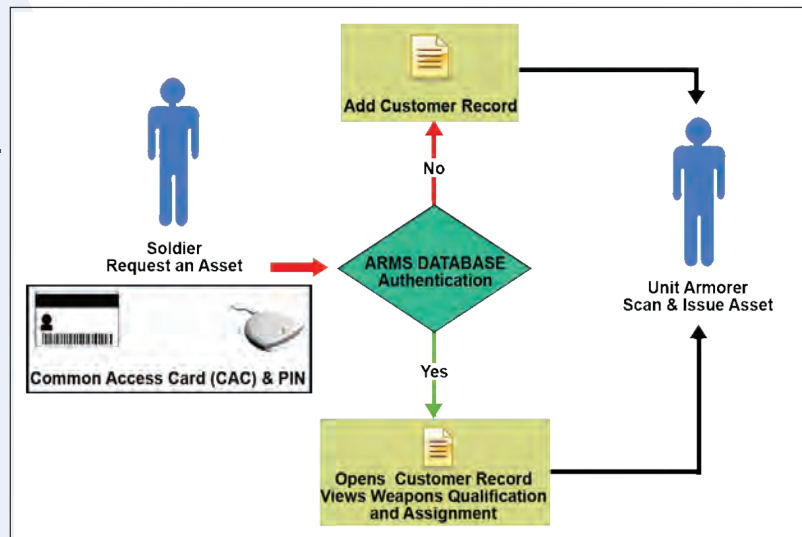 Add Customer Record
No
Soldier
Request an Asset
ARMS DATABASE
Authentication
Unit Armorer
Scan & Issue Asset
Common Access Card (CAC) & PIN
Yes
Opens Customer Record
Views Weapons Qualification
and Assignment